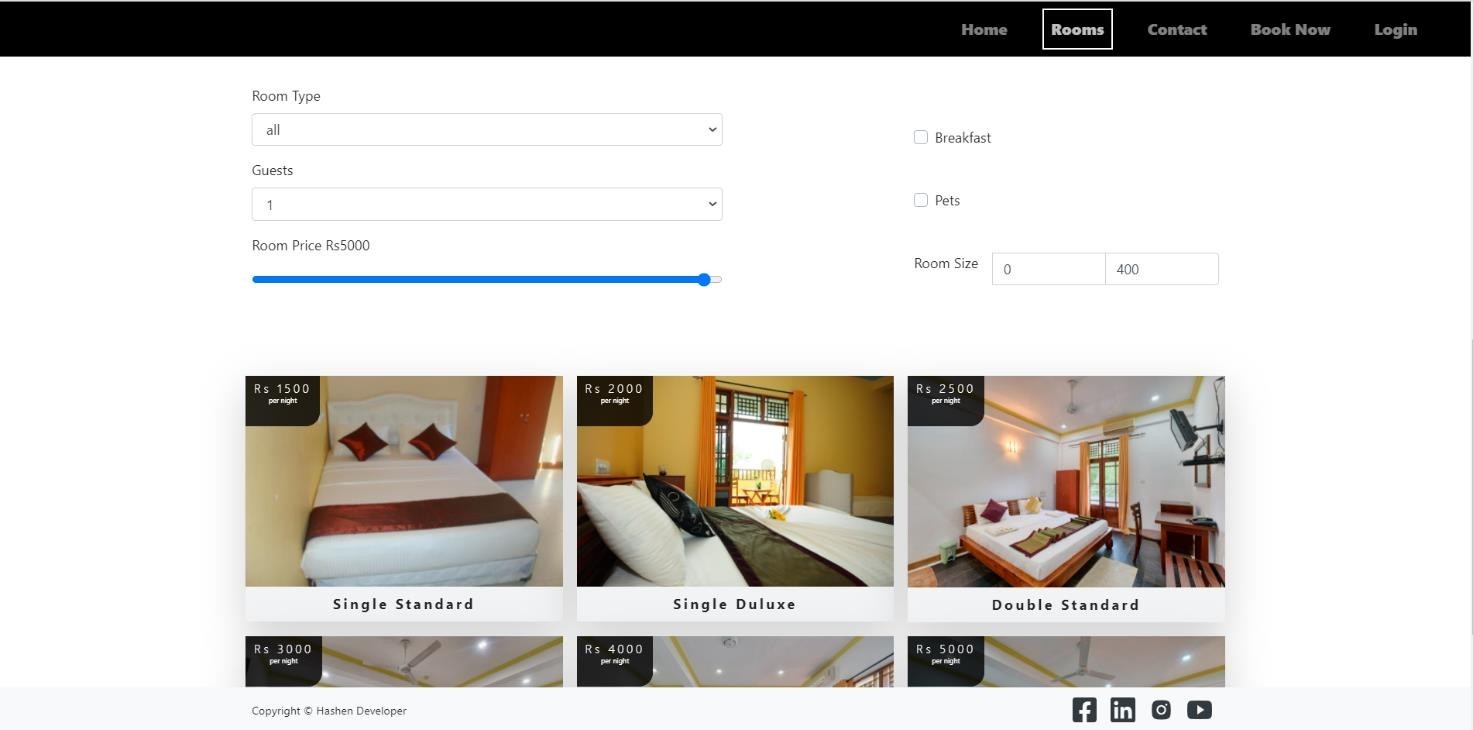 Home Rooms Contact Book Now Login
Room Type
all
Breakfast
Guests
1
Pets
Room Price Rs5000
Room Size 0 400
Rs 1500
per night
Rs 2000
per night
Rs 2500
per night
Single Standard
Single Duluxe
Double Standard
Rs 3000
per night
Rs 4000
per night
Rs 5000
per night
Copyright © Hashen Developer